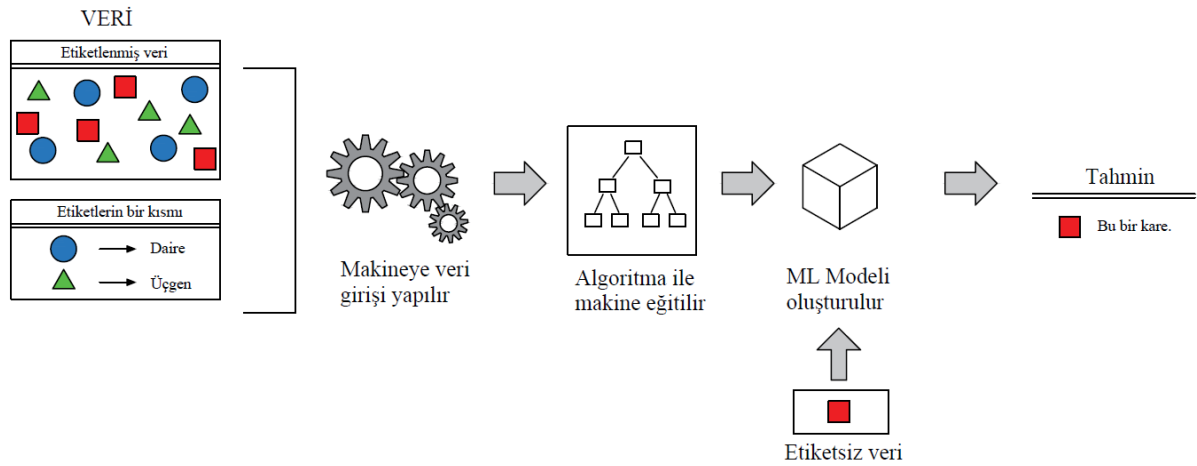 VERİ
Etiketlenmiş veri
Etiketlerin bir kısmı
Daire
Üçgen
Makineye veri
girişi yapılır
Algoritma ile
makine eğitilir
ML Modeli
oluşturulur
Etiketsiz veri
Tahmin
Bu bir kare.